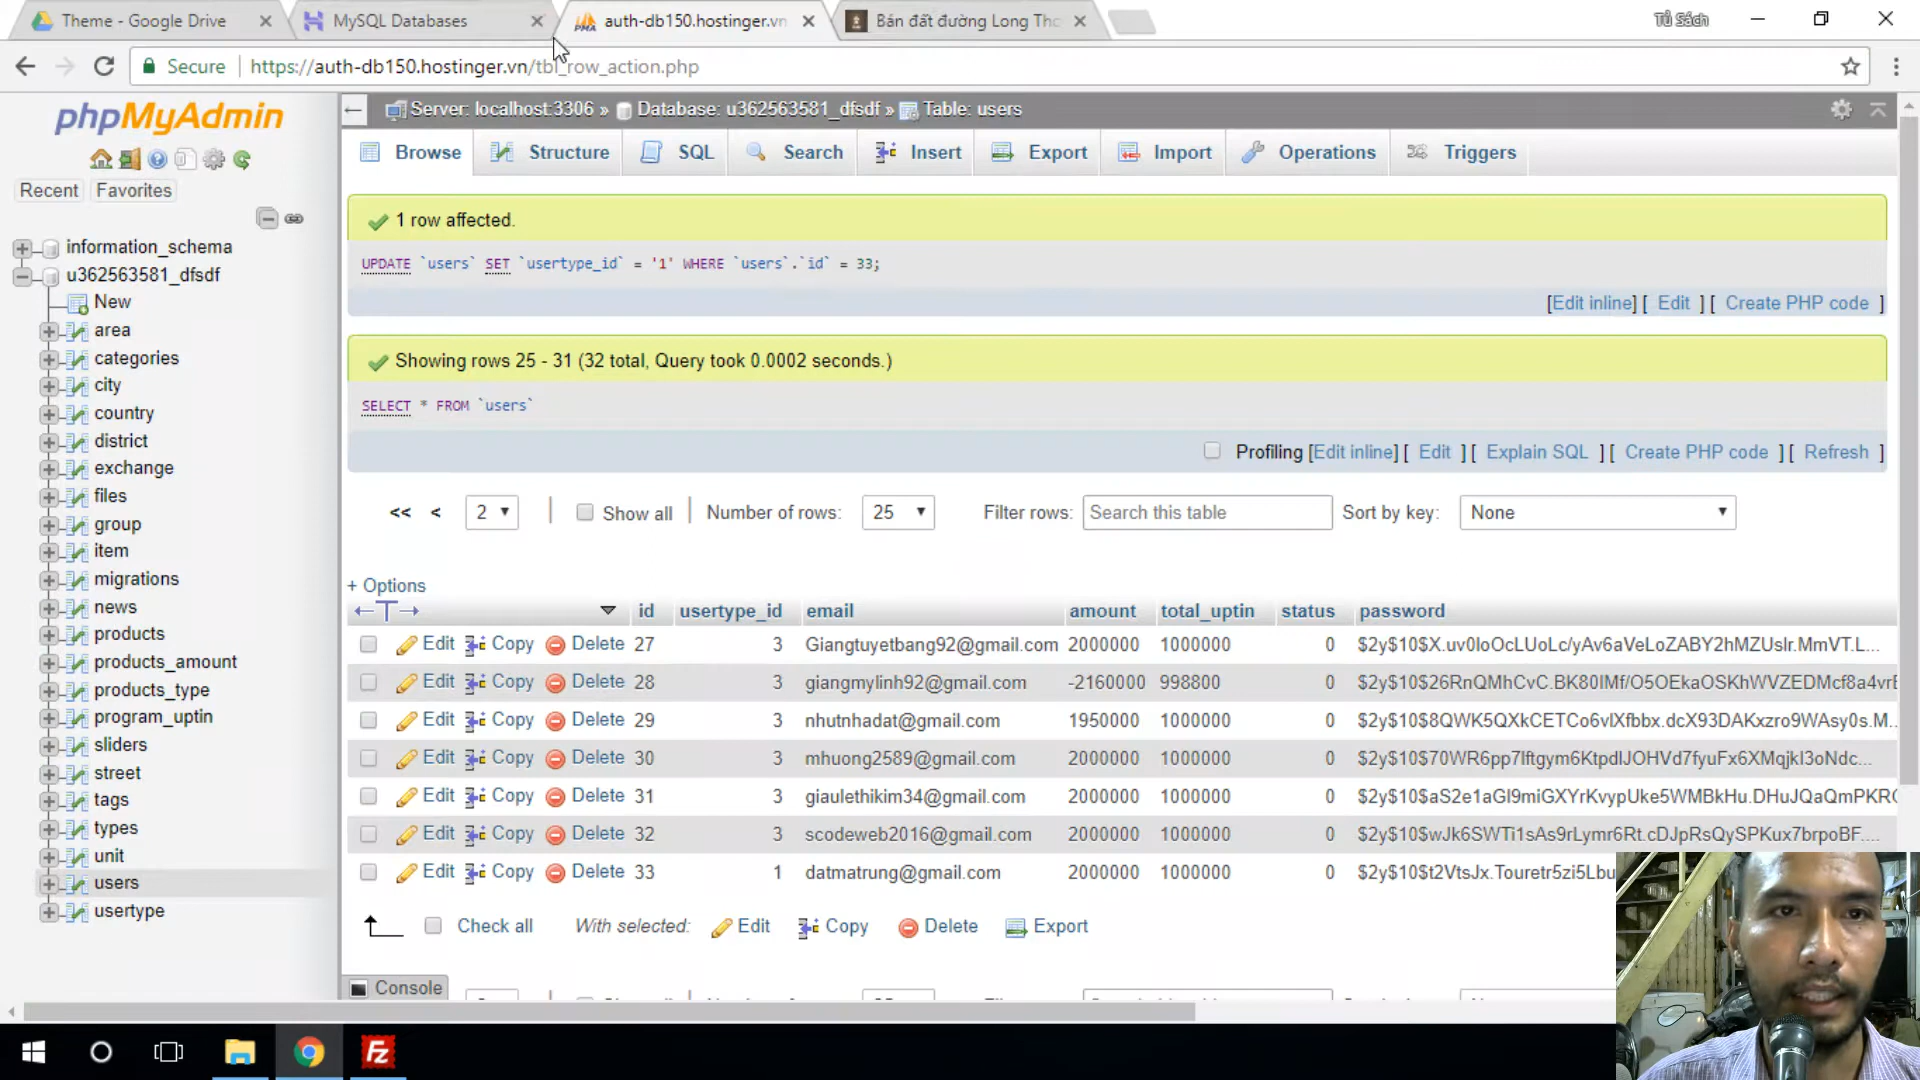 Theme - Google Drive
MySQL Databases
auth-db150.hostinger.vn
Bán đất đường Long Tho
Tủ Sách
Secure
https://auth-db150.hostinger.vn/tbl_row_action.php
phpMyAdmin
Recent
Favorites
information_schema
u362563581_dfsdf
New
area
categories
city
country
district
exchange
files
group
item
migrations
news
products
products_amount
products_type
program_uptin
sliders
street
tags
types
unit
users
usertype
Server: localhost:3306 » Database: u362563581_dfsdf » Table: users
Browse Structure SQL Search Insert Export Import Operations Triggers
1 row affected.
UPDATE `users` SET `usertype_id` = '1' WHERE `users`.`id` = 33;
[Edit inline] [ Edit ] [ Create PHP code ]
Showing rows 25 - 31 (32 total, Query took 0.0002 seconds.)
SELECT * FROM `users`
Profiling [Edit inline] [ Edit ] [ Explain SQL ] [ Create PHP code ] [ Refresh ]
<< < 2 Show all Number of rows: 25 Filter rows: Search this table Sort by key: None
+ Options
id usertype_id email amount total_uptin status password
Edit Copy Delete 27 3 Giangtuyetbang92@gmail.com 2000000 1000000 0
Edit Copy Delete 28 3 giangmylinh92@gmail.com -2160000 998800 0
Edit Copy Delete 29 3 nhutnhadat@gmail.com 1950000 1000000 0
Edit Copy Delete 30 3 mhuong2589@gmail.com 2000000 1000000 0
Edit Copy Delete 31 3 giaulethikim34@gmail.com 2000000 1000000 0
Edit Copy Delete 32 3 scodeweb2016@gmail.com 2000000 1000000 0
Edit Copy Delete 33 1 datmatrung@gmail.com 2000000 1000000 0
Check all With selected: Edit Copy Delete Export
Console